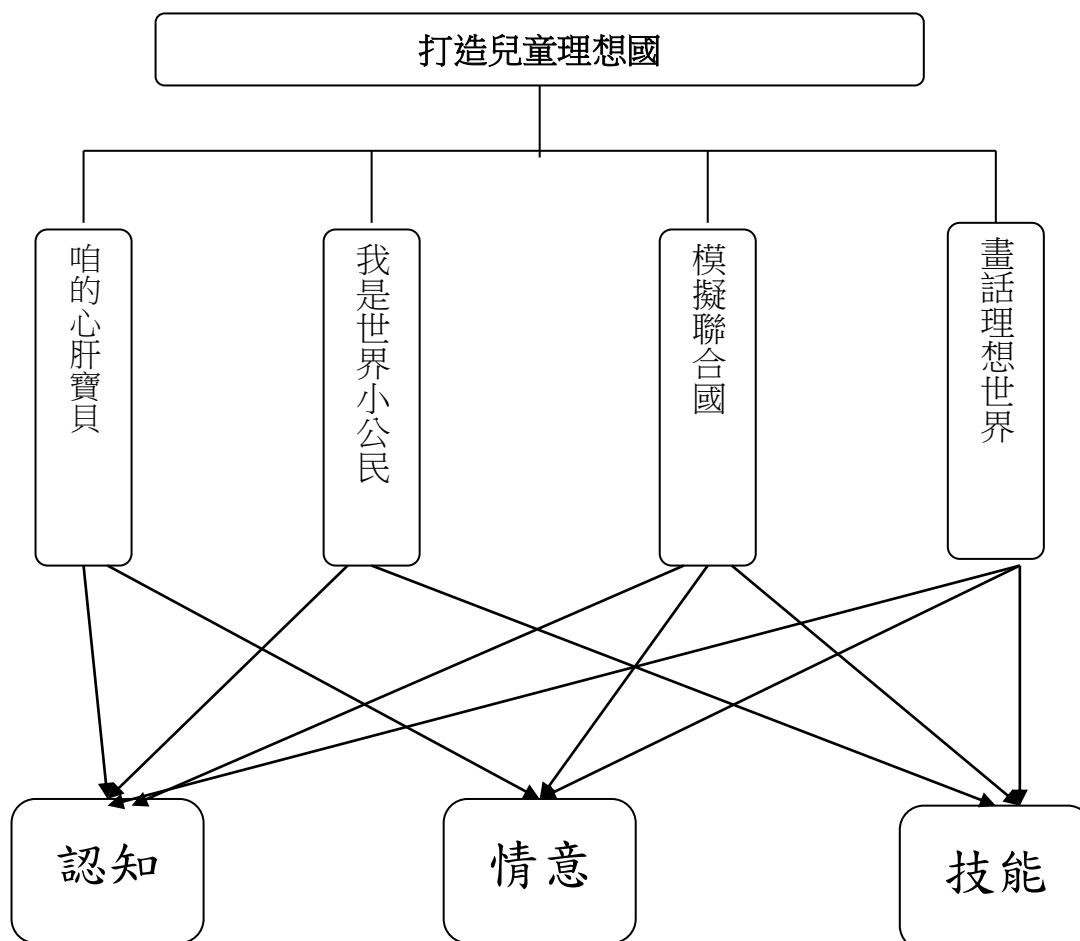 打造兒童理想國
咱的心肝寶貝
我是世界小公民
模擬聯合國
畫話理想世界
認知
情意
技能